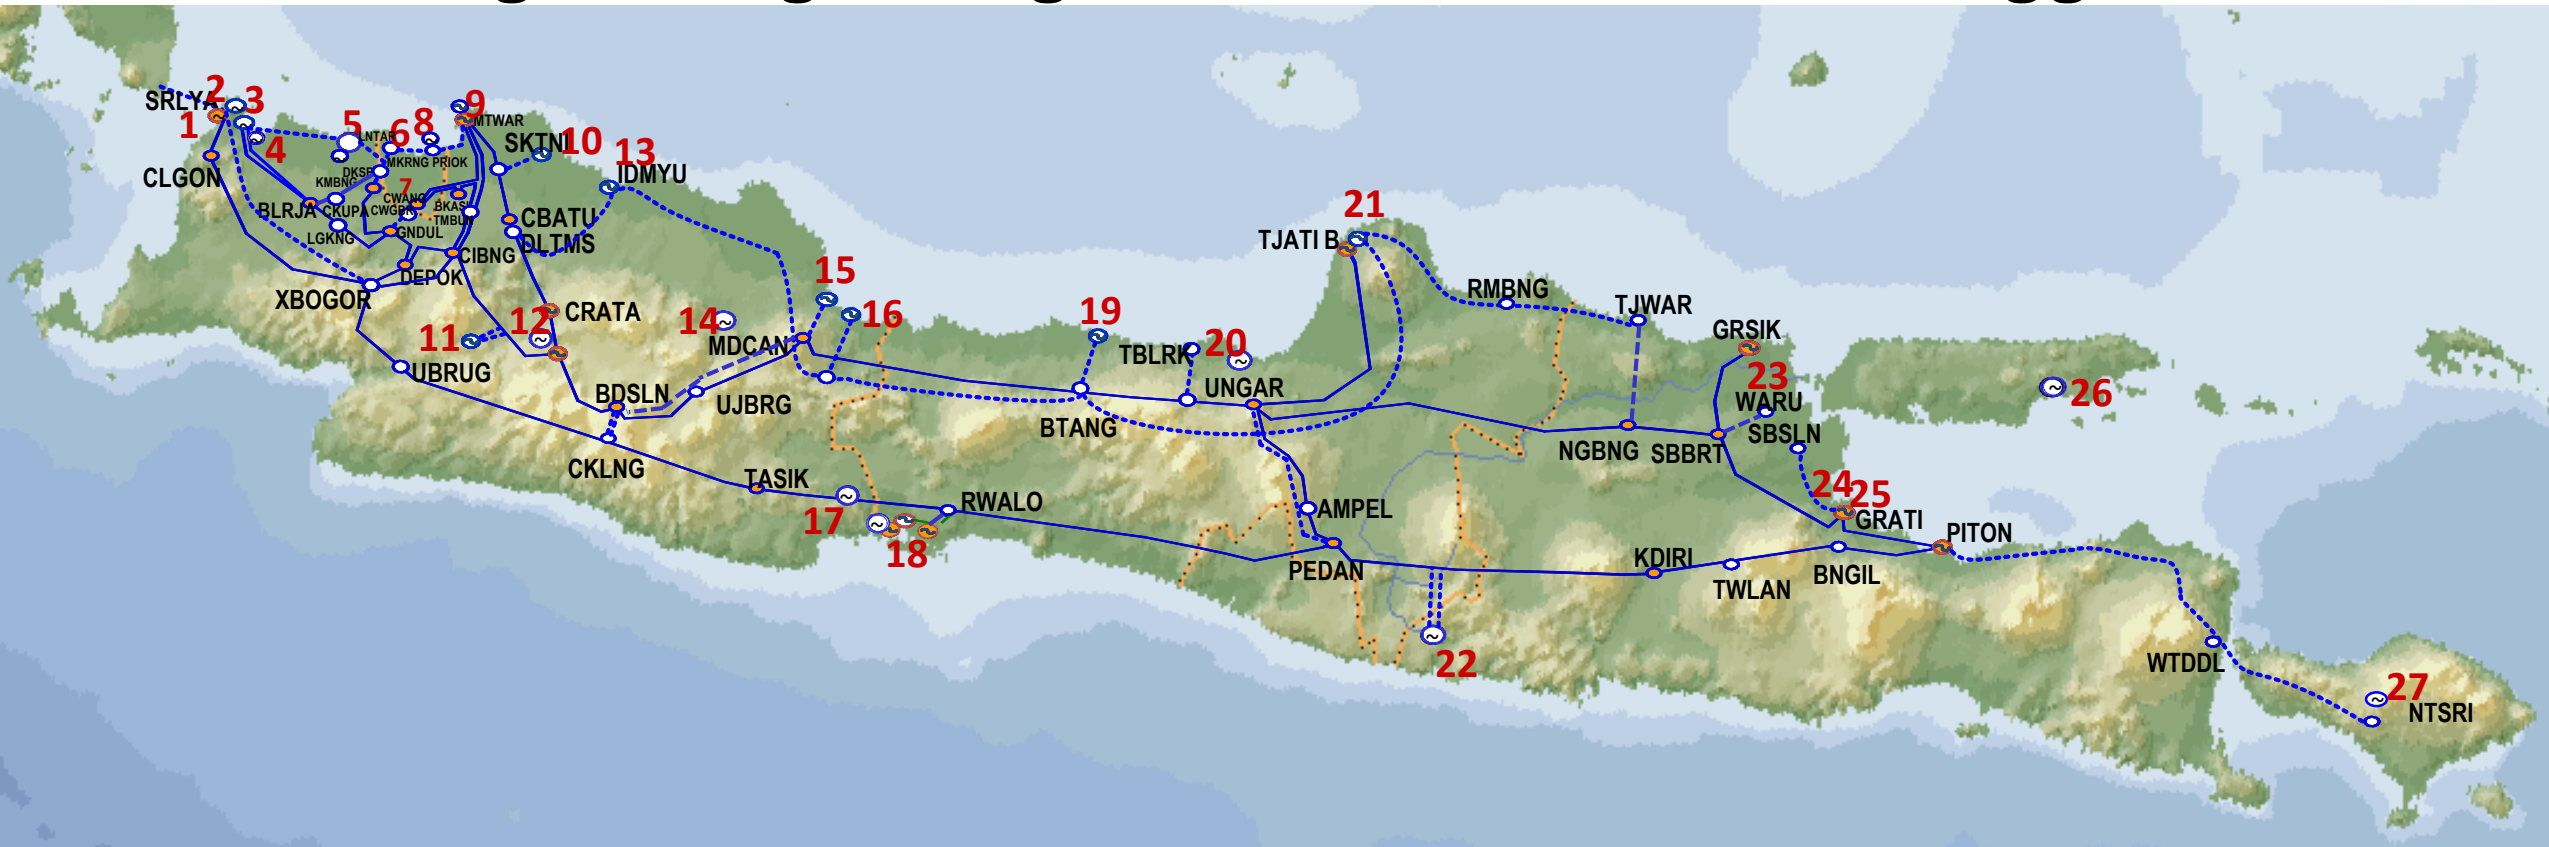 2
SRLYA
3
1
4
5
LNTAR
6
8
9
MTWAR
SKTNI
10
13
IDMYU
CLGON
MKRNG PRIOK
KMBNG
7
CWANG
BLRJA
CKUPA
BKASI
TMBUN
LGKNG
GNDUL
CBATU
DLTMS
CIBNG
DEPOK
XBOGOR
CRATA
11
12
UBRUG
14
MDCAN
15
16
BDSLN
UJBRG
CKLNG
TASIK
17
18
RWALO
19
BTANG
TBLRK
20
UNGAR
21
TJATI B
RMBNG
TJWAR
GRSIK
23
WARU
SBSLN
NGBNG
SBBRT
24
25
GRATI
PITON
26
AMPEL
PEDAN
22
KDIRI
TWLAN
BNGIL
WTDDL
27
NTSRI